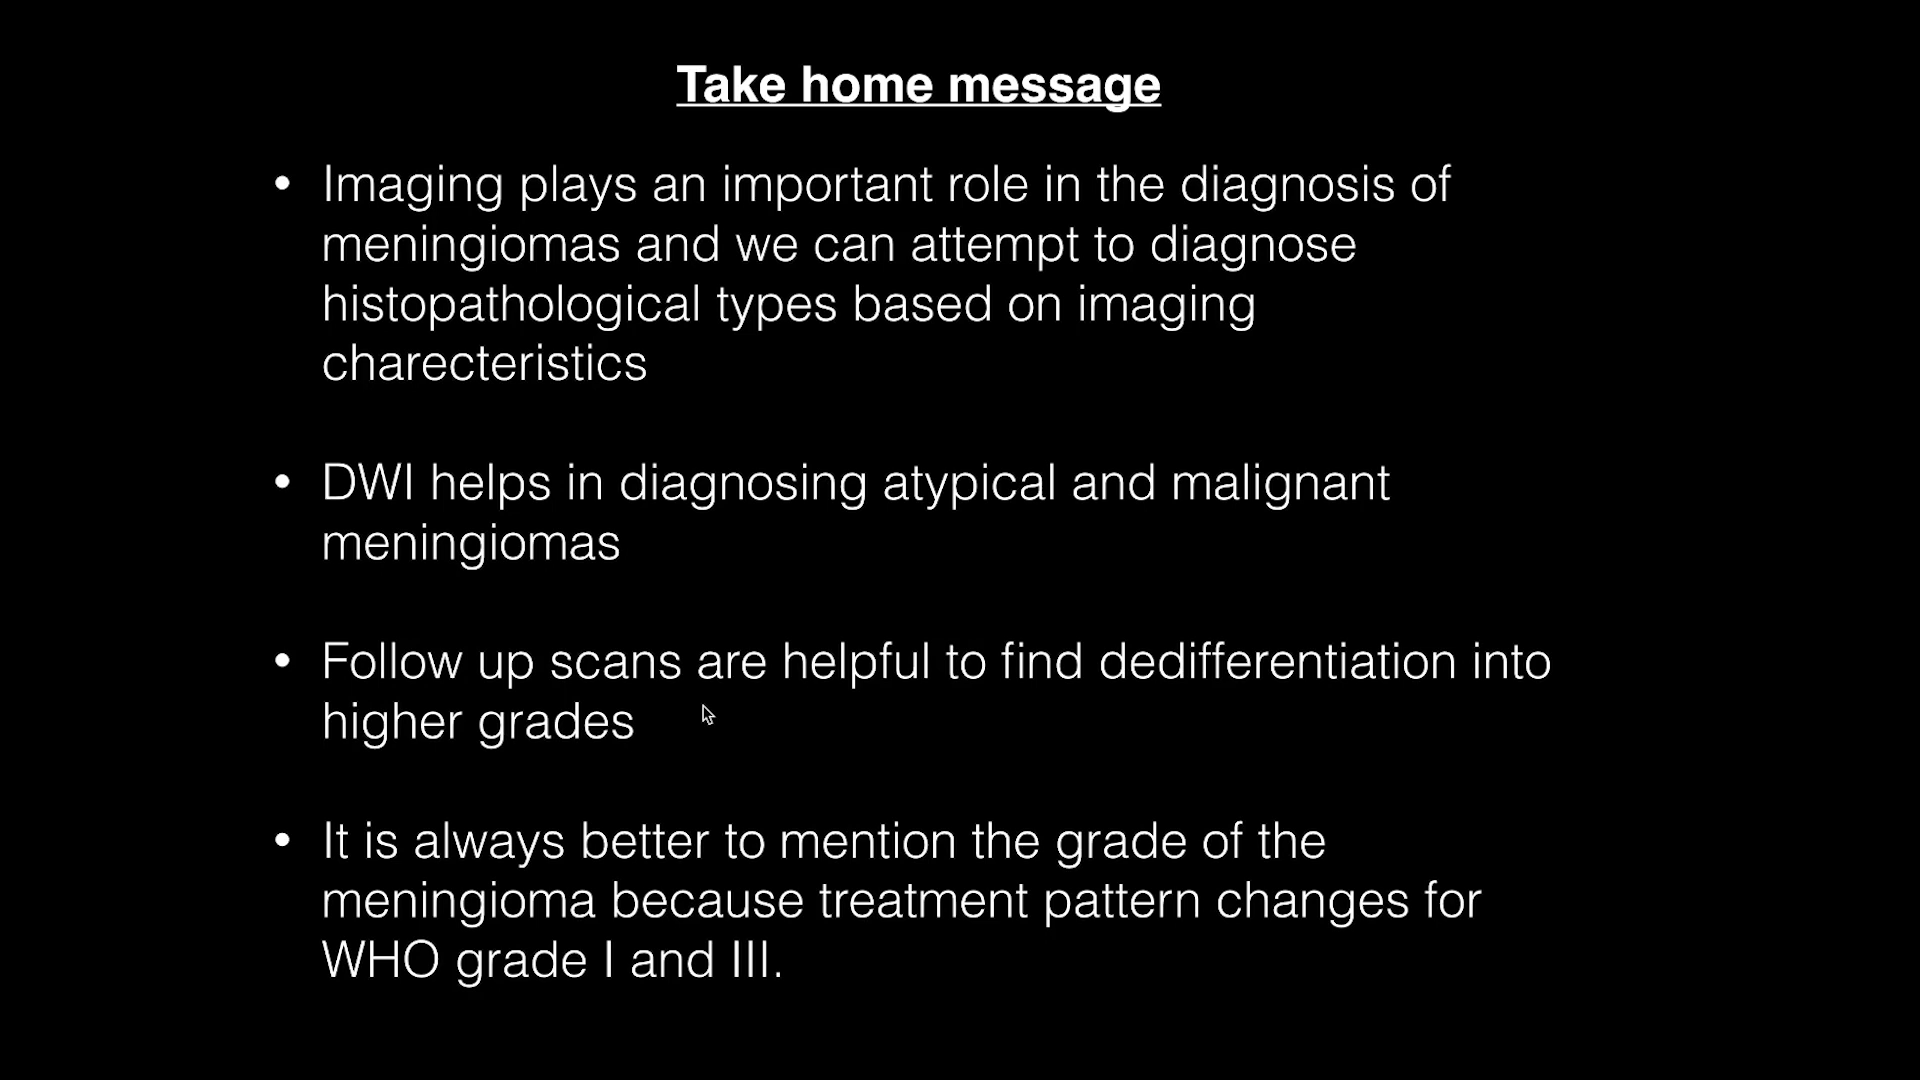 Take home message
• Imaging plays an important role in the diagnosis of
meningiomas and we can attempt to diagnose
histopathological types based on imaging
charecteristics
• DWI helps in diagnosing atypical and malignant
meningiomas
• Follow up scans are helpful to find dedifferentiation into
higher grades
• It is always better to mention the grade of the
meningioma because treatment pattern changes for
WHO grade I and III.